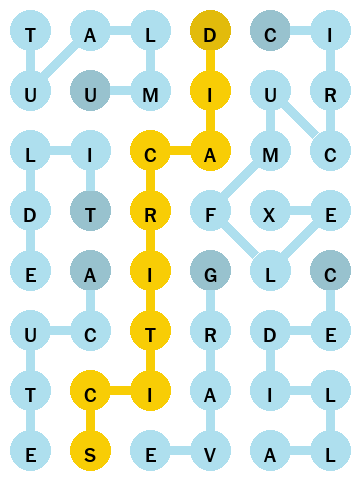 T A L D C I
U U M I U R
L I C A M C
D T R F X E
E A I G L C
U C T R D E
T C I A I L
E S E V A L